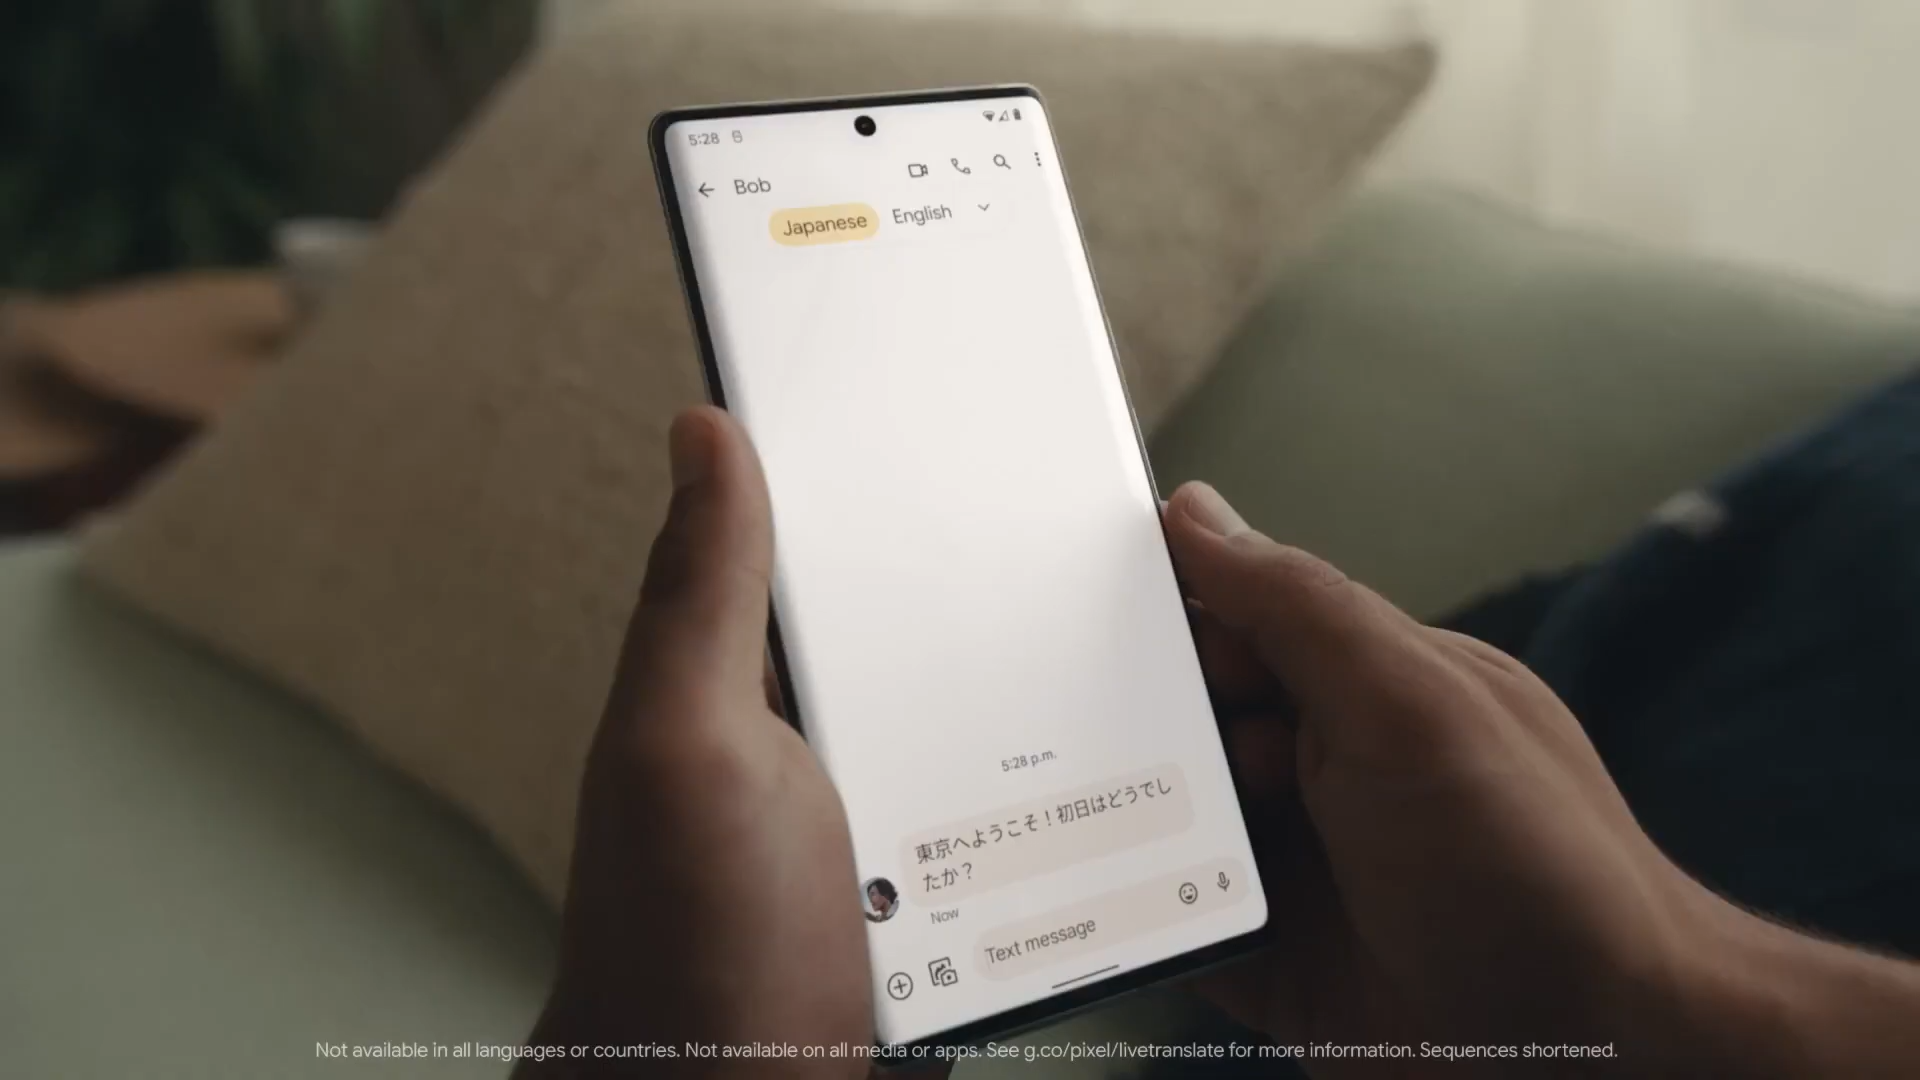 5:28
Bob
Japanese English
5:28 p.m.
東京へようこそ！初日はどうでし
たか？
Now
Text message
Not available in all languages or countries. Not available on all media or apps. See g.co/pixel/livetranslate for more information. Sequences shortened.